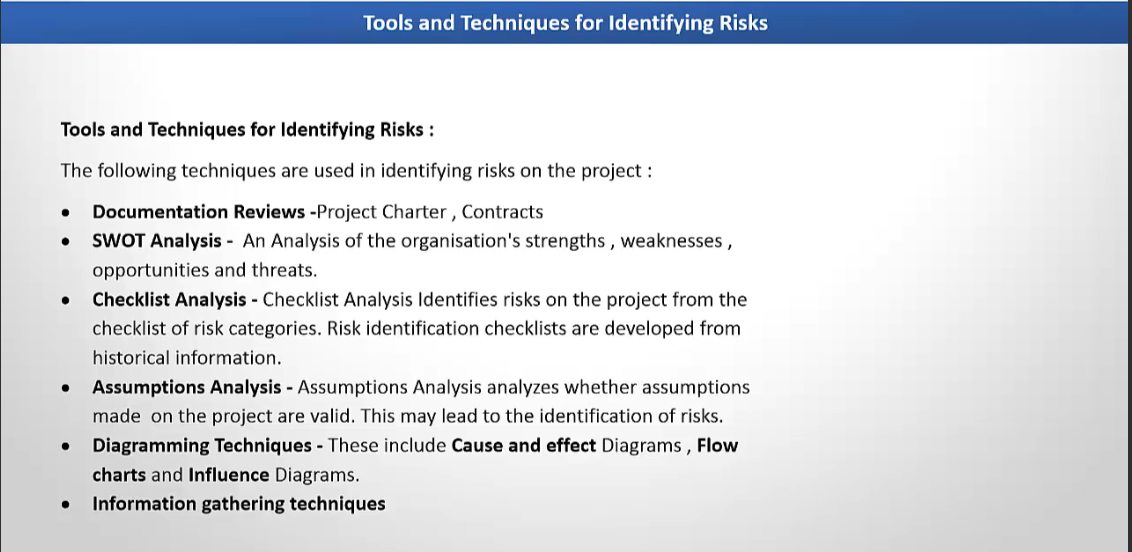 Tools and Techniques for Identifying Risks
Tools and Techniques for Identifying Risks :
The following techniques are used in identifying risks on the project :
• Documentation Reviews -Project Charter , Contracts
• SWOT Analysis - An Analysis of the organisation's strengths , weaknesses ,
opportunities and threats.
• Checklist Analysis - Checklist Analysis Identifies risks on the project from the
checklist of risk categories. Risk identification checklists are developed from
historical information.
• Assumptions Analysis - Assumptions Analysis analyzes whether assumptions
made on the project are valid. This may lead to the identification of risks.
• Diagramming Techniques - These include Cause and effect Diagrams , Flow
charts and Influence Diagrams.
• Information gathering techniques